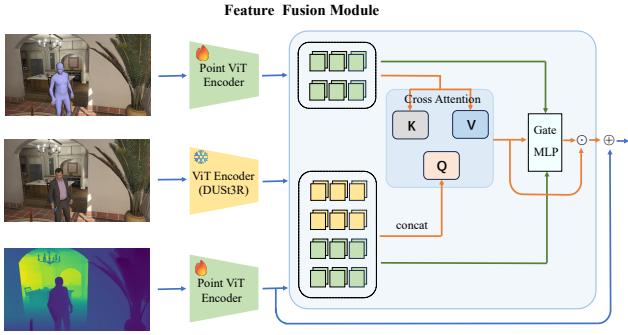 Feature Fusion Module
Point ViT
Encoder
Cross Attention
K
V
Gate
MLP
Q
ViT Encoder
(DUSt3R)
concat
Point ViT
Encoder